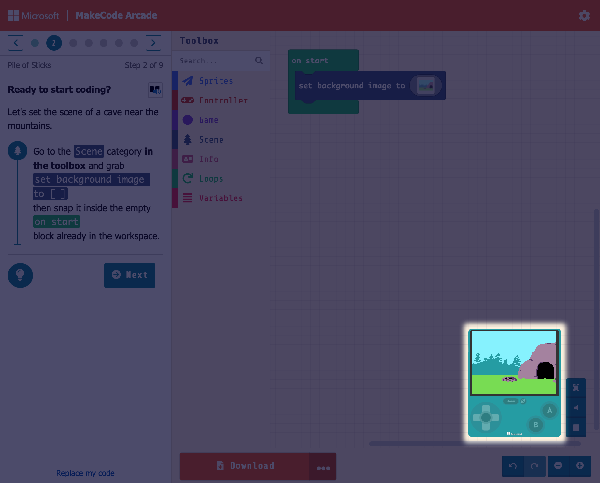 Microsoft | MakeCode Arcade
2
Pile of Sticks
Step 2 of 9
Ready to start coding?
Let's set the scene of a cave near the
mountains.
Go to the Scene category in
the toolbox and grab
set background image
to [ ]
then snap it inside the empty
on start
block already in the workspace.
Next
Replace my code
Toolbox
Search...
Sprites
Controller
Game
Scene
Info
Loops
Variables
on start
set background image to
A
B
Download